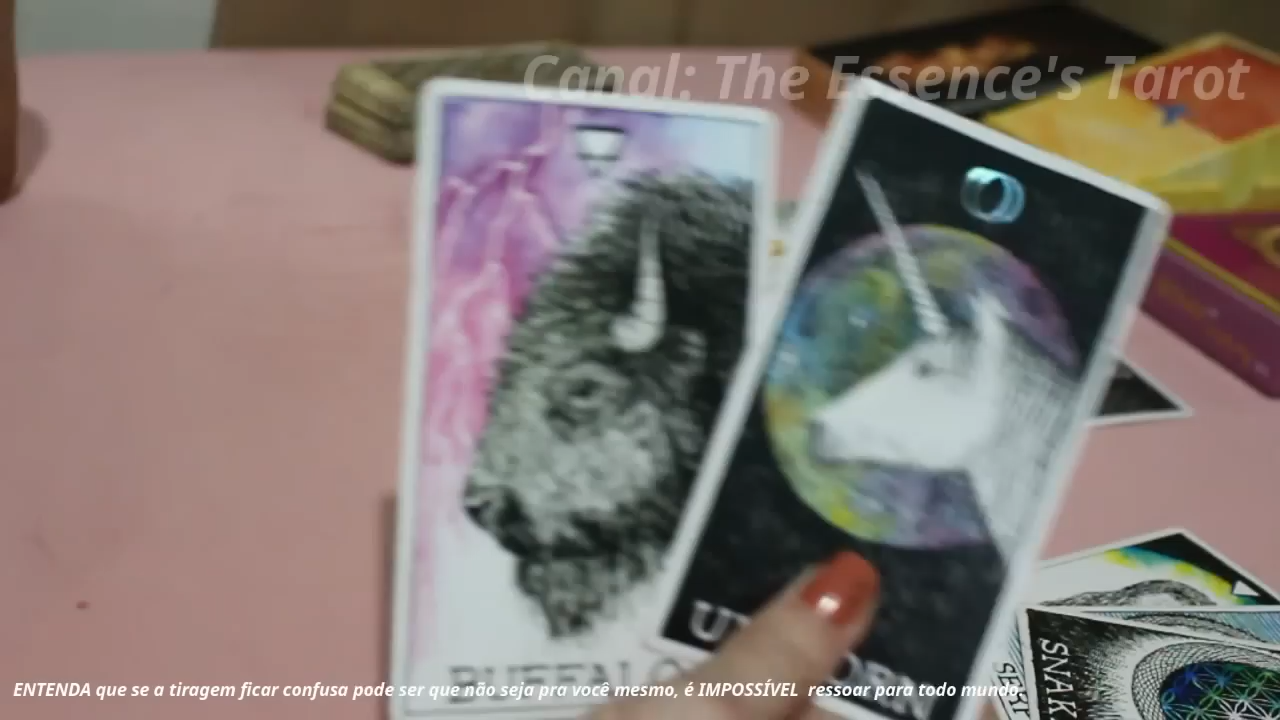 Canal: The Essence's Tarot
BUFFALO
ENTENDA que se a tiragem ficar confusa pode ser que não seja pra você mesmo, é IMPOSSÍVEL ressoar para todo mundo.